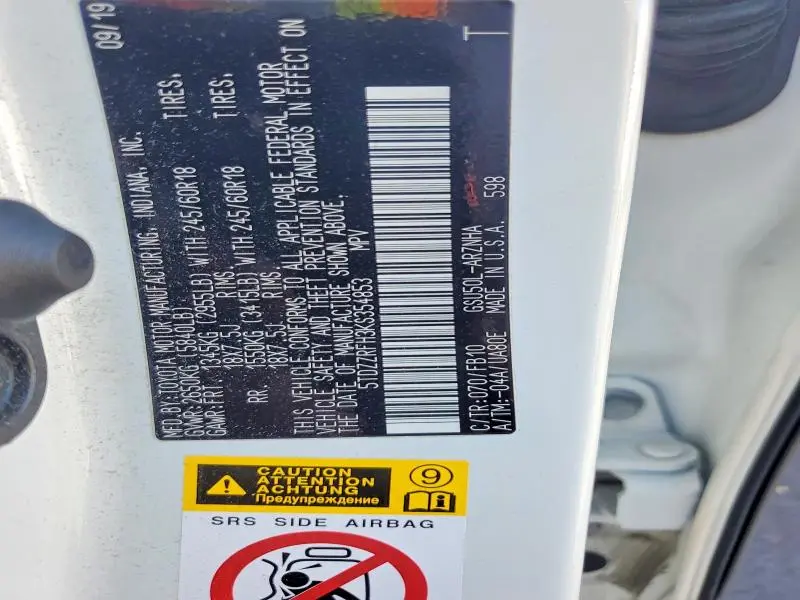 09/19
MFD. BY: TOYOTA MOTOR MANUFACTURING, INDIANA, INC.
GVWR: 2650KG (5840LB)
GAWR: FRT. 1345KG (2955LB) WITH 245/60R18 TIRES.
18X7.5J RIMS.
RR. 1550KG (3415LB) WITH 245/60R18 TIRES.
18X7.5J RIMS.
THIS VEHICLE CONFORMS TO ALL APPLICABLE FEDERAL MOTOR
VEHICLE SAFETY AND THEFT PREVENTION STANDARDS IN EFFECT ON
THE DATE OF MANUFACTURE SHOWN ABOVE.
5TDZZRFH3KS354853 MPV
C/TR: 070/FB10 GSU50L-ARZNHA
A/TM: -04A/UA80E MADE IN U.S.A. 598
T
CAUTION
ATTENTION
ACHTUNG
Предупреждение
9
SRS SIDE AIRBAG